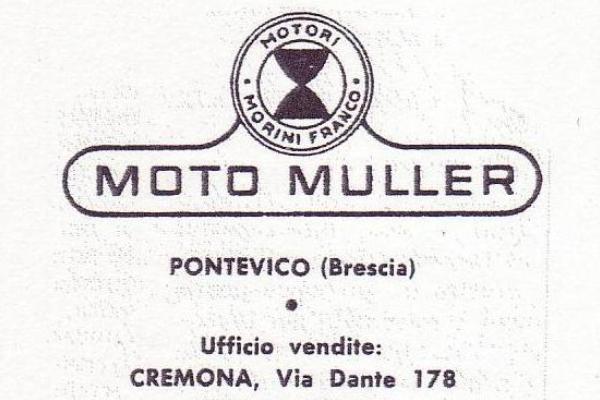 MOTORI
MORINI FRANCO
MOTO MULLER
PONTEVICO (Brescia)
Ufficio vendite:
CREMONA, Via Dante 178